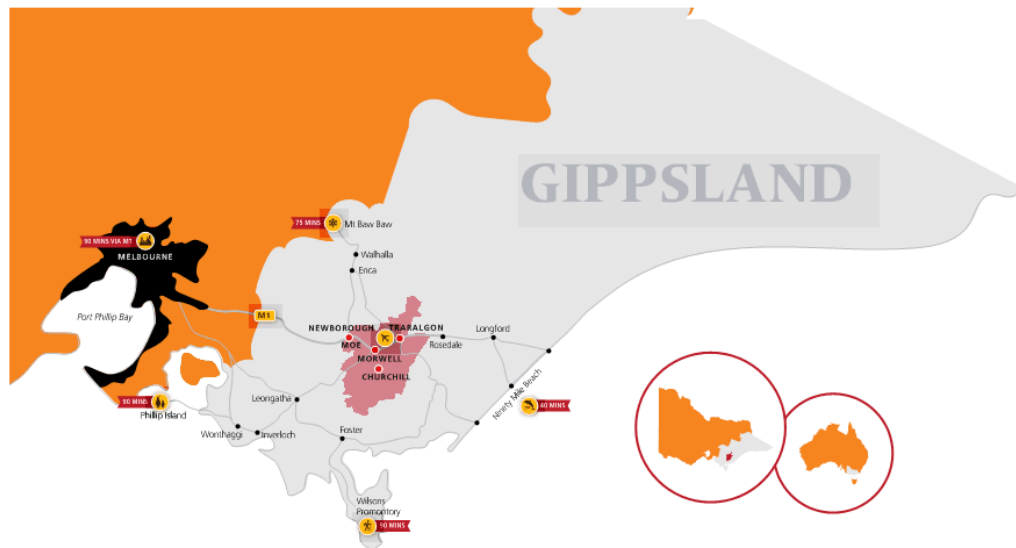 GIPPSLAND
75 MINS
Mt Baw Baw
90 MINS VIA M1
MELBOURNE
Walhalla
Erica
Port Phillip Bay
M1
NEWBOROUGH
TRARALGON
Longford
MOE
Rosedale
MORWELL
CHURCHILL
Ninety Mile Beach
90 MINS
Phillip Island
Leongatha
40 MINS
Wonthaggi
Inverloch
Foster
Wilsons
Promontory
90 MINS